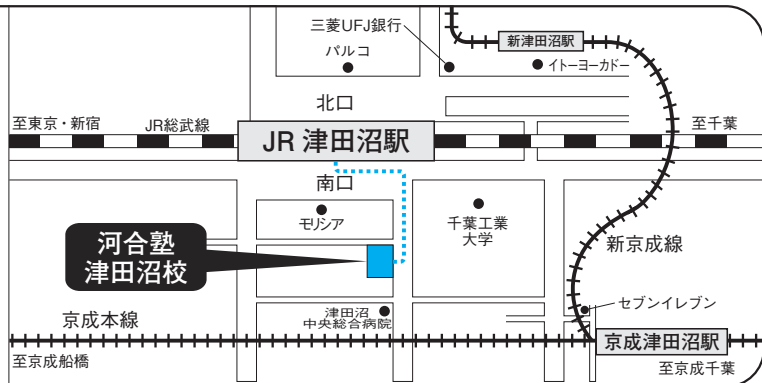 三菱UFJ銀行
パルコ
新津田沼駅
イトーヨーカドー
北口
至東京・新宿
JR総武線
JR 津田沼駅
至千葉
南口
モリシア
千葉工業
大学
河合塾
津田沼校
新京成線
京成本線
津田沼
中央総合病院
セブンイレブン
京成津田沼駅
至京成船橋
至京成千葉